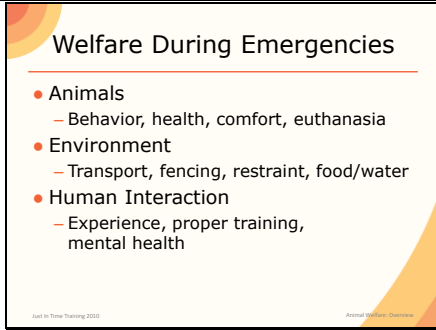 Welfare During Emergencies
● Animals
– Behavior, health, comfort, euthanasia
● Environment
– Transport, fencing, restraint, food/water
● Human Interaction
– Experience, proper training,
mental health
Just in Time Training 2010
Animal Welfare: Overview